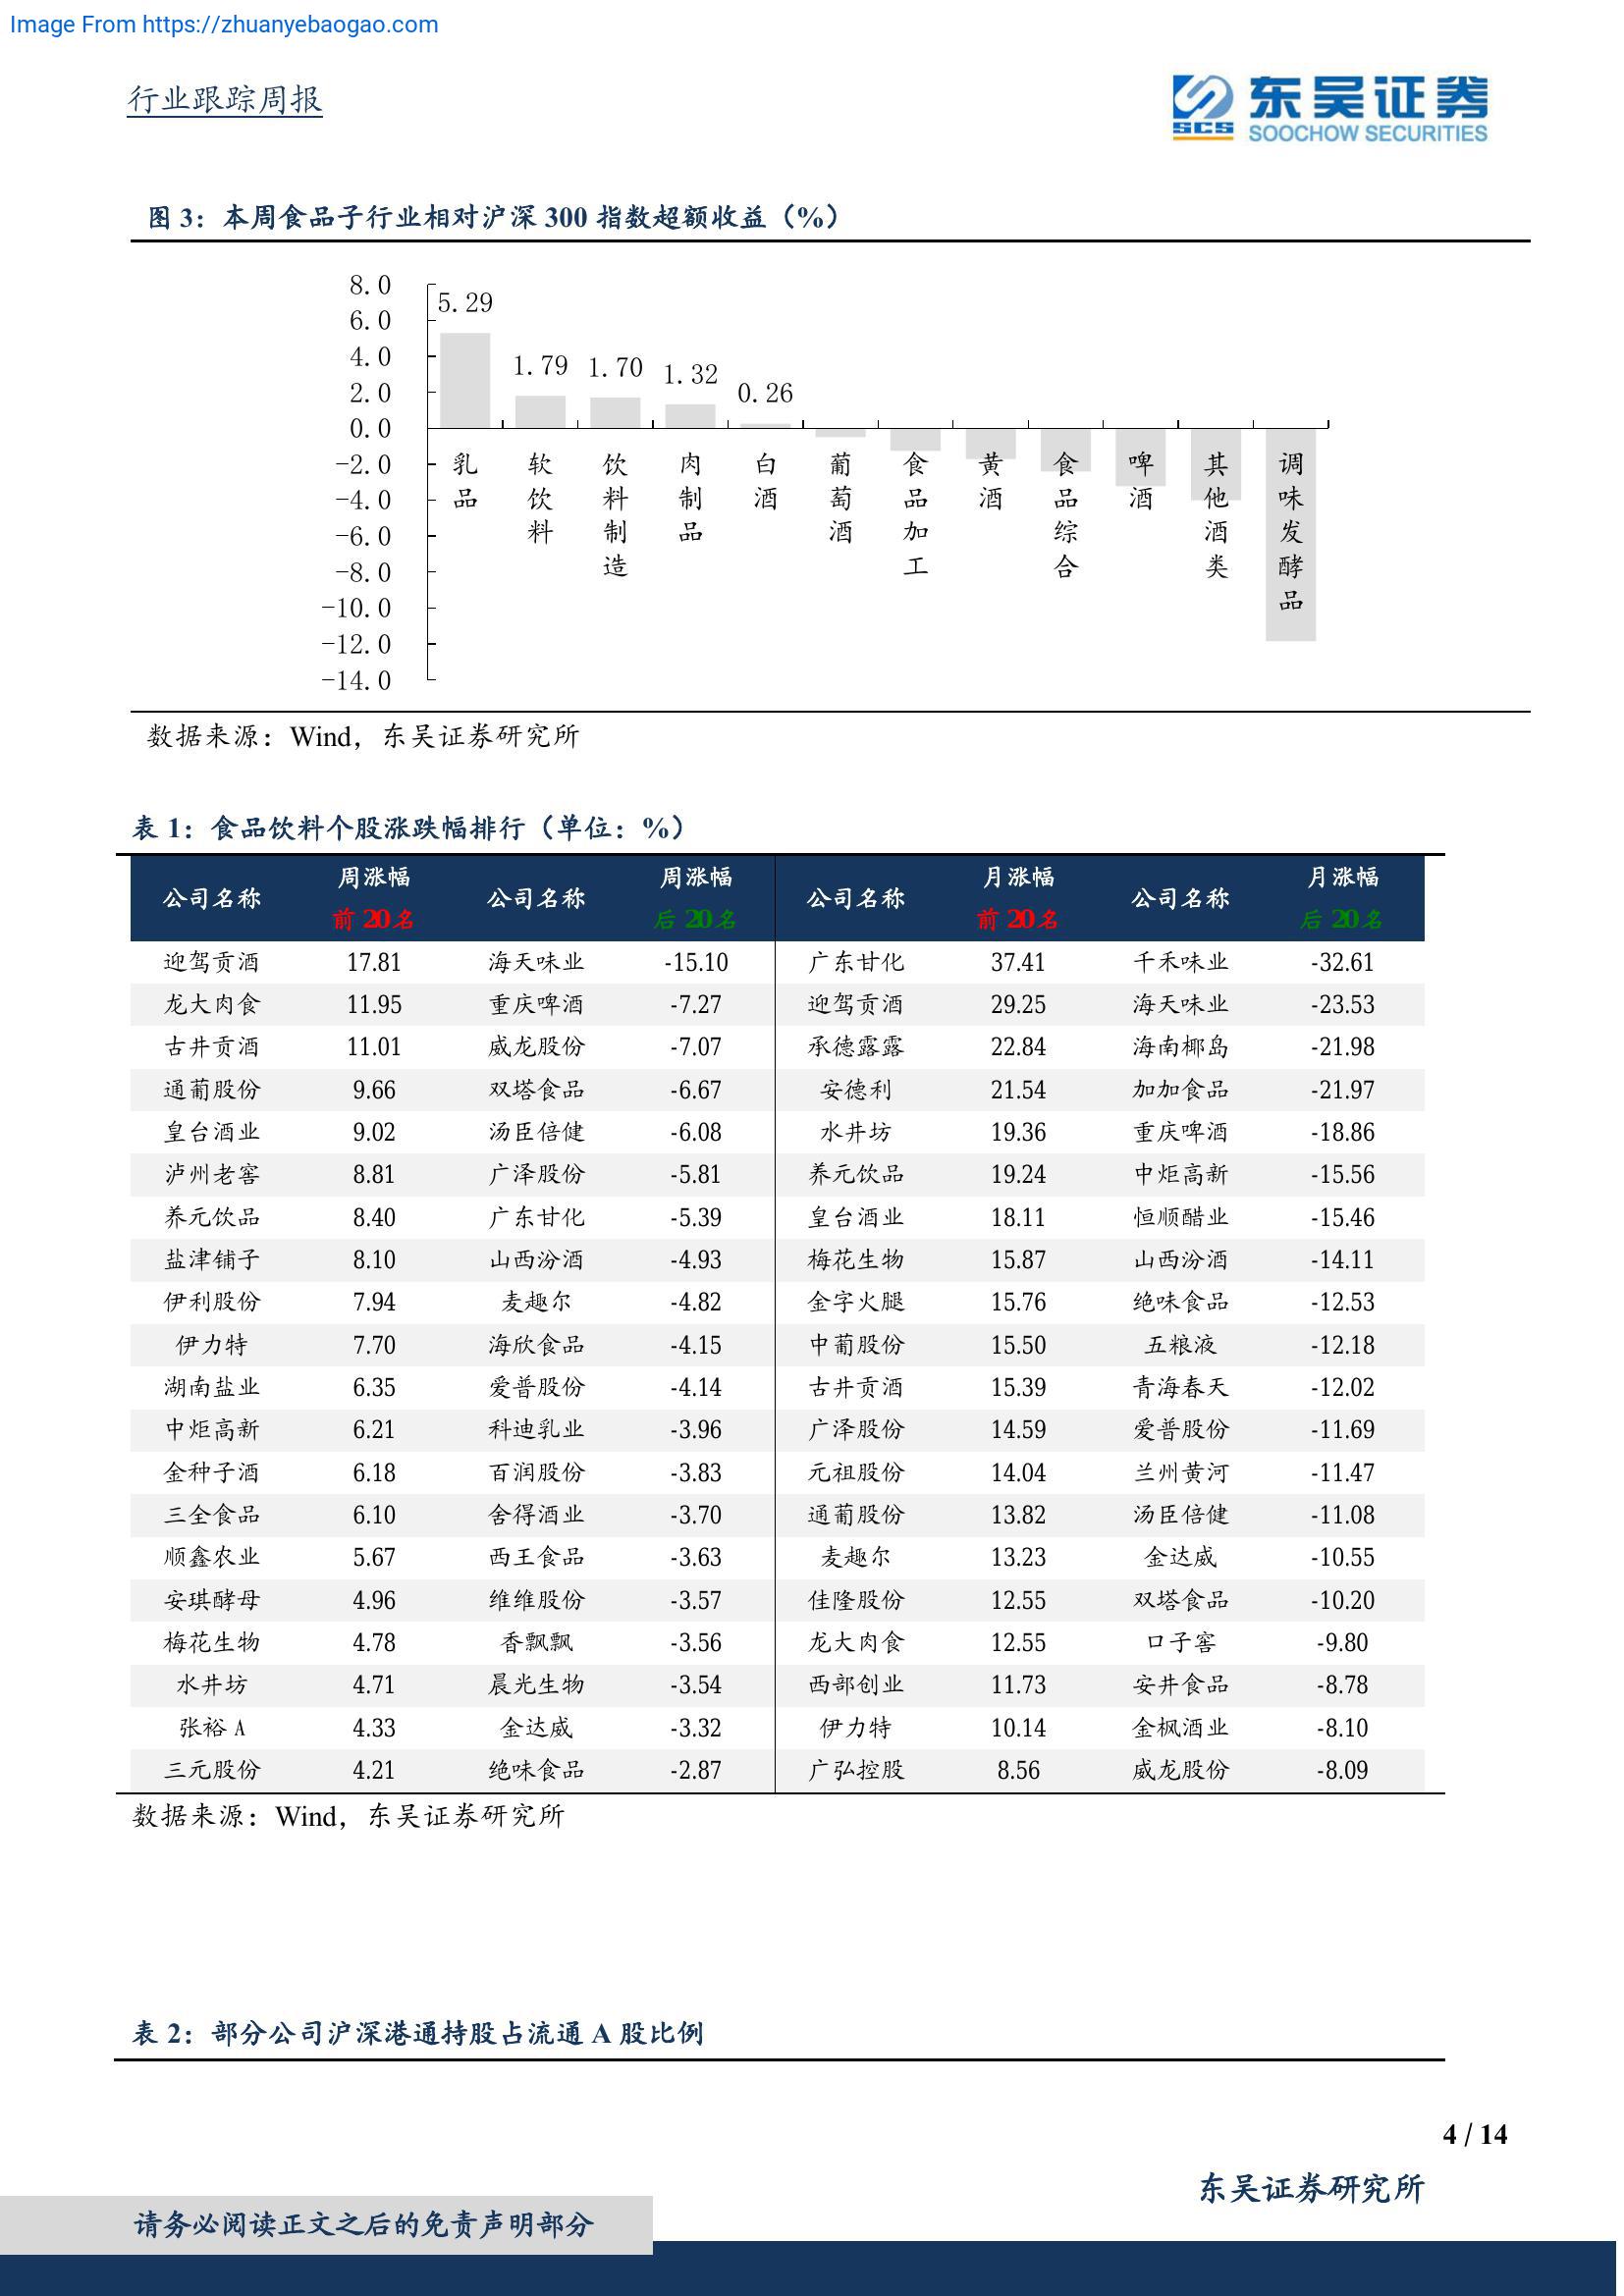 Image From https://zhuanyebaogao.com
行业跟踪周报
SCS 东吴证券
SOOCHOW SECURITIES
图 3：本周食品子行业相对沪深 300 指数超额收益（%）
8.0
6.0
4.0
2.0
0.0
-2.0
-4.0
-6.0
-8.0
-10.0
-12.0
-14.0
5.29
1.79
1.70
1.32
0.26
乳品
软饮料
饮料制造
肉制品
白酒
葡萄酒
食品加工
黄酒
食品综合
啤酒
其他酒类
调味发酵品
数据来源：Wind，东吴证券研究所
表 1：食品饮料个股涨跌幅排行（单位：%）
公司名称 周涨幅 前 20名 公司名称 周涨幅 后 20名 公司名称 月涨幅 前 20名 公司名称 月涨幅 后 20名
迎驾贡酒 17.81 海天味业 -15.10 广东甘化 37.41 千禾味业 -32.61
龙大肉食 11.95 重庆啤酒 -7.27 迎驾贡酒 29.25 海天味业 -23.53
古井贡酒 11.01 威龙股份 -7.07 承德露露 22.84 海南椰岛 -21.98
通葡股份 9.66 双塔食品 -6.67 安德利 21.54 加加食品 -21.97
皇台酒业 9.02 汤臣倍健 -6.08 水井坊 19.36 重庆啤酒 -18.86
泸州老窖 8.81 广泽股份 -5.81 养元饮品 19.24 中炬高新 -15.56
养元饮品 8.40 广东甘化 -5.39 皇台酒业 18.11 恒顺醋业 -15.46
盐津铺子 8.10 山西汾酒 -4.93 梅花生物 15.87 山西汾酒 -14.11
伊利股份 7.94 麦趣尔 -4.82 金字火腿 15.76 绝味食品 -12.53
伊力特 7.70 海欣食品 -4.15 中葡股份 15.50 五粮液 -12.18
湖南盐业 6.35 爱普股份 -4.14 古井贡酒 15.39 青海春天 -12.02
中炬高新 6.21 科迪乳业 -3.96 广泽股份 14.59 爱普股份 -11.69
金种子酒 6.18 百润股份 -3.83 元祖股份 14.04 兰州黄河 -11.47
三全食品 6.10 舍得酒业 -3.70 通葡股份 13.82 汤臣倍健 -11.08
顺鑫农业 5.67 西王食品 -3.63 麦趣尔 13.23 金达威 -10.55
安琪酵母 4.96 维维股份 -3.57 佳隆股份 12.55 双塔食品 -10.20
梅花生物 4.78 香飘飘 -3.56 龙大肉食 12.55 口子窖 -9.80
水井坊 4.71 晨光生物 -3.54 西部创业 11.73 安井食品 -8.78
张裕 A 4.33 金达威 -3.32 伊力特 10.14 金枫酒业 -8.10
三元股份 4.21 绝味食品 -2.87 广弘控股 8.56 威龙股份 -8.09
数据来源：Wind，东吴证券研究所
表 2：部分公司沪深港通持股占流通 A 股比例
4 / 14
东吴证券研究所
请务必阅读正文之后的免责声明部分